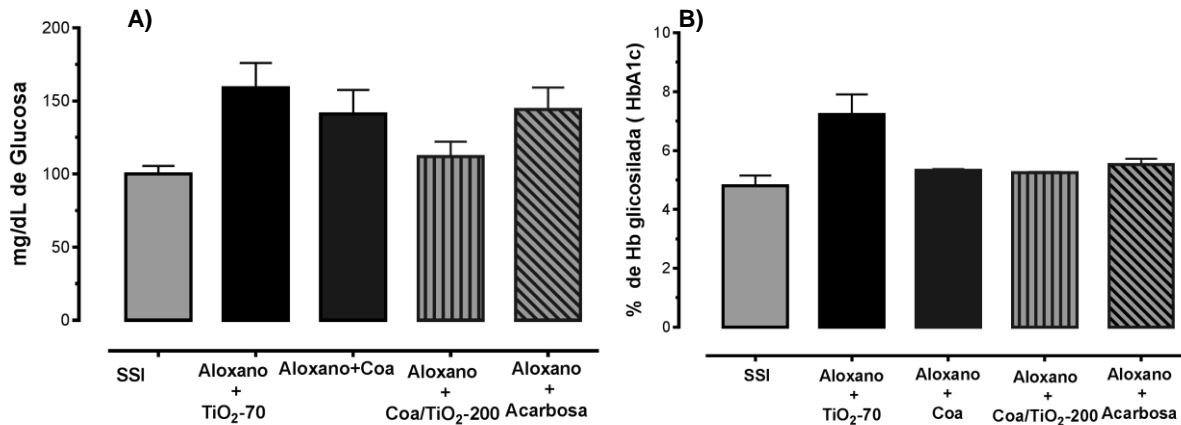 A)
mg/dL de Glucosa
200
150
100
50
0
SSI
Aloxano
+
TiO₂-70
Aloxano+Coa
Aloxano
+
Coa/TiO₂-200
Aloxano
+
Acarbosa
B)
% de Hb glicosilada ( HbA1c)
10
8
6
4
2
0
SSI
Aloxano
+
TiO₂-70
Aloxano
+
Coa
Aloxano
+
Coa/TiO₂-200
Aloxano
+
Acarbosa